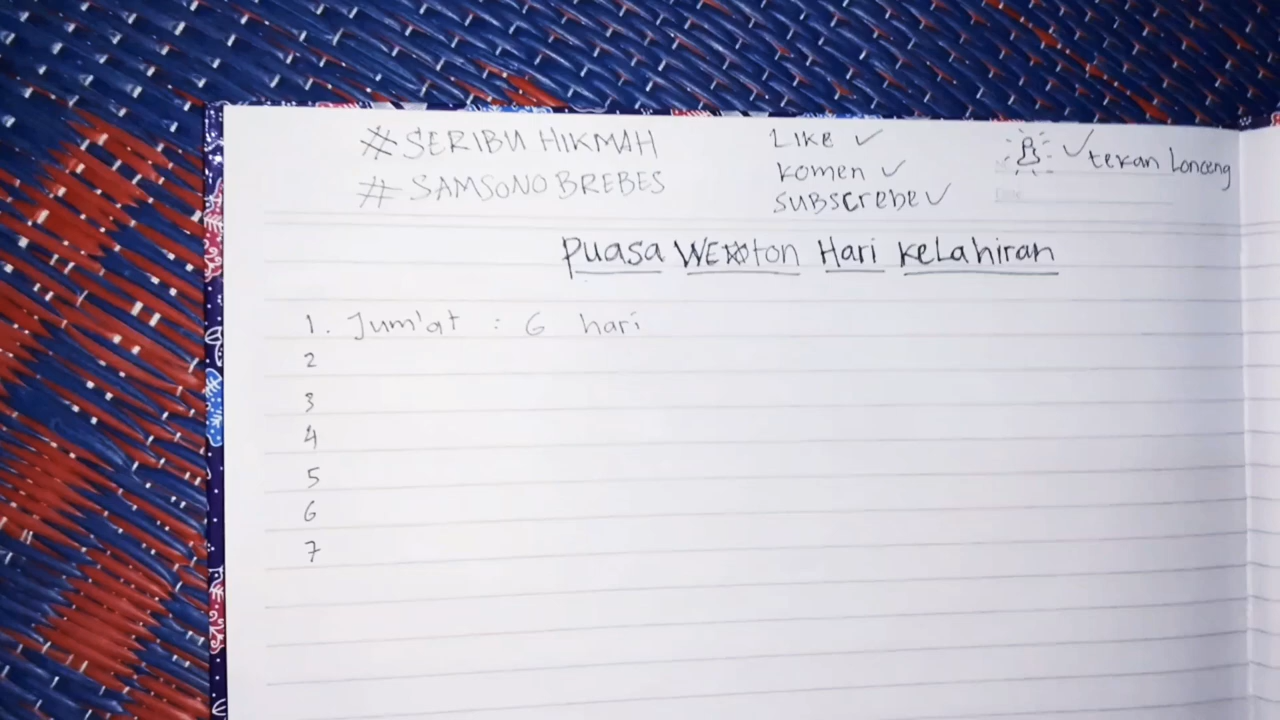 #SERIBU HIKMAH
#SAMSONO BREBES
LIKE ✓
komen ✓
subscrebe ✓
✓ tekan Lonceng
Puasa Weton Hari Kelahiran
1. Jum'at : 6 hari
2
3
4
5
6
7